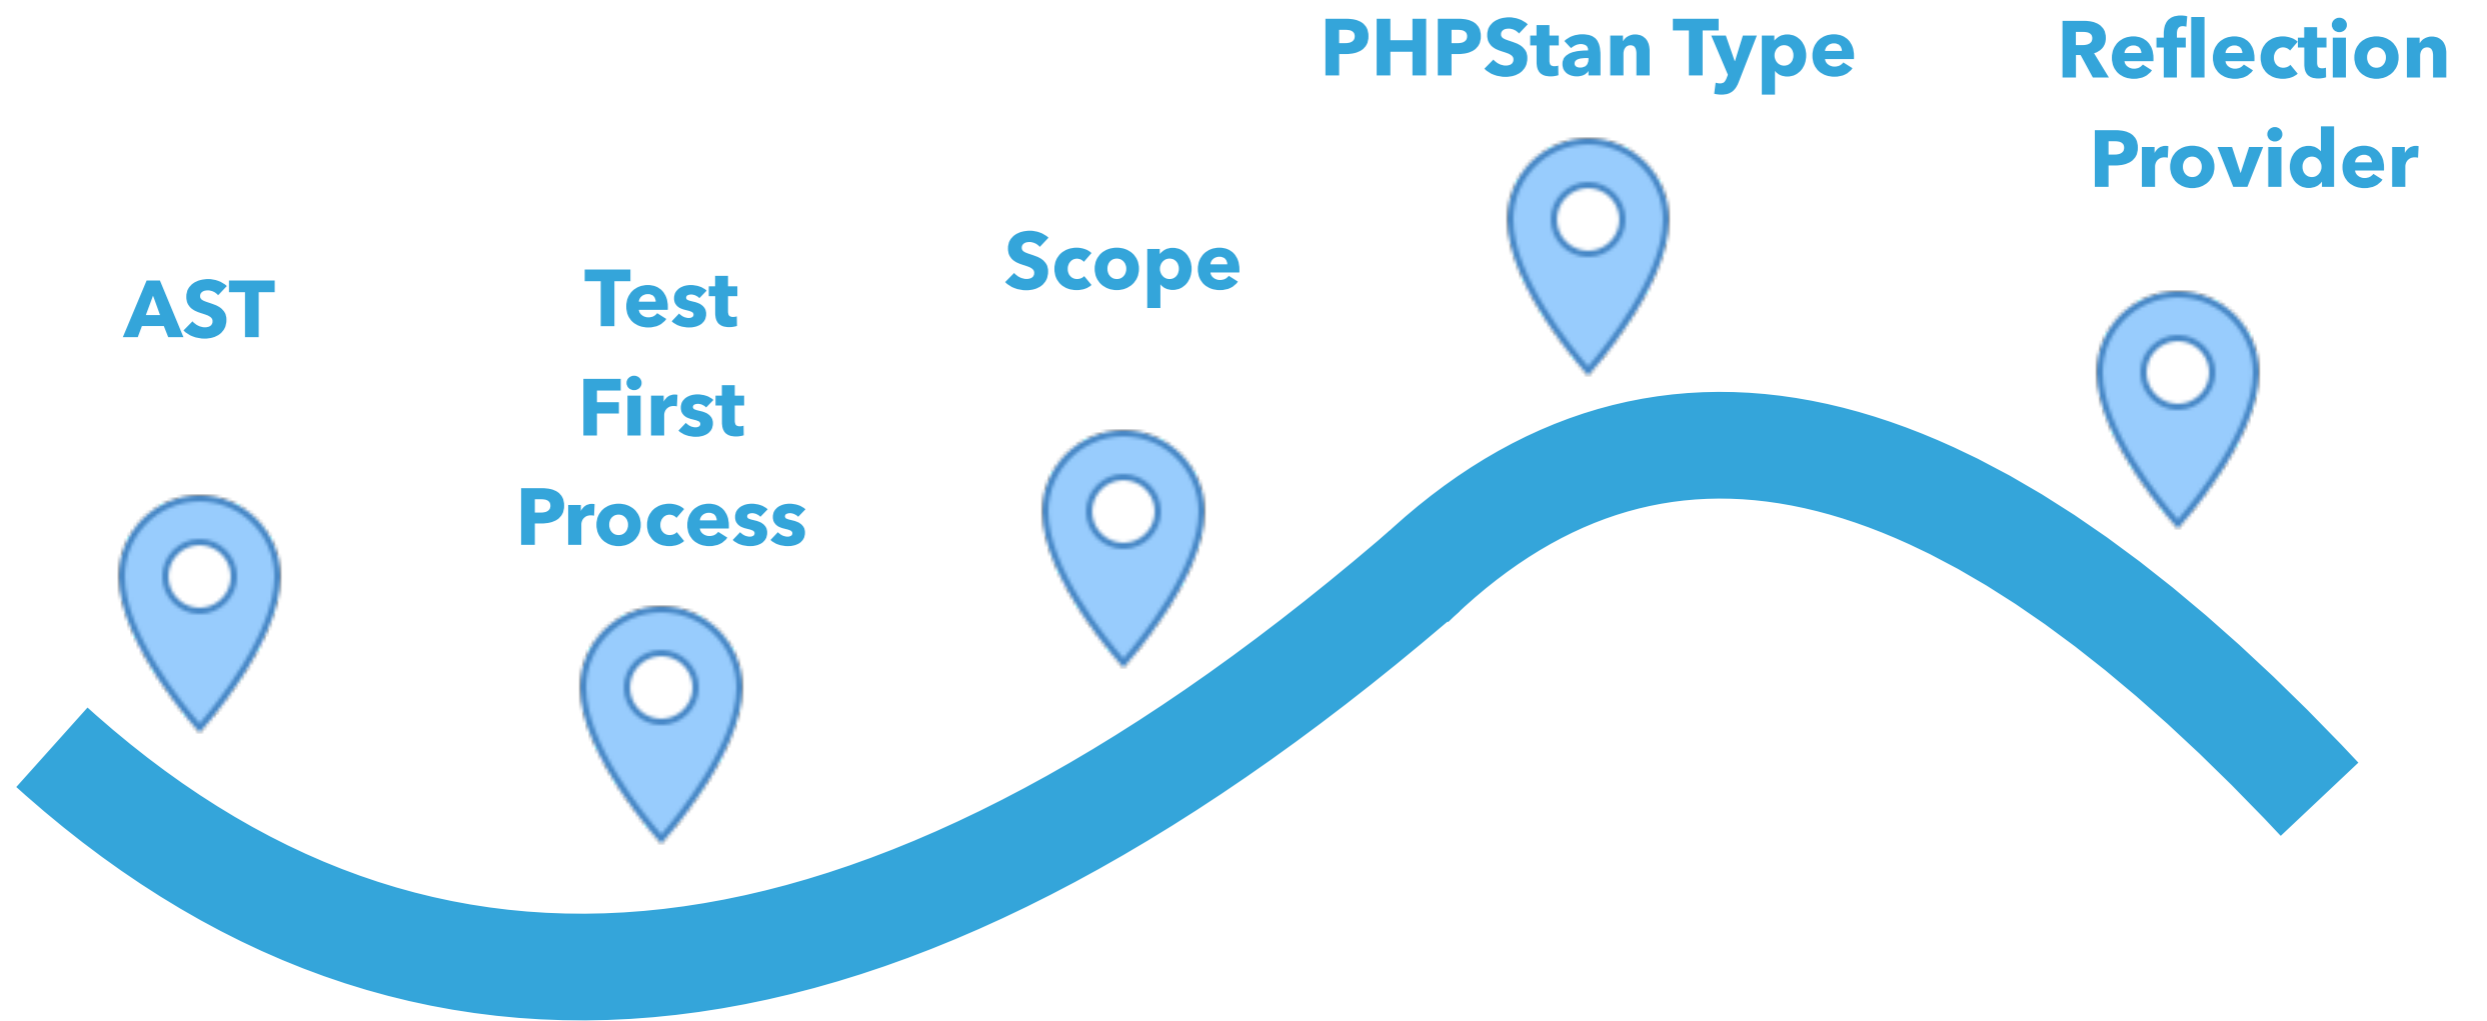 AST
Test
First
Process
Scope
PHPStan Type
Reflection
Provider